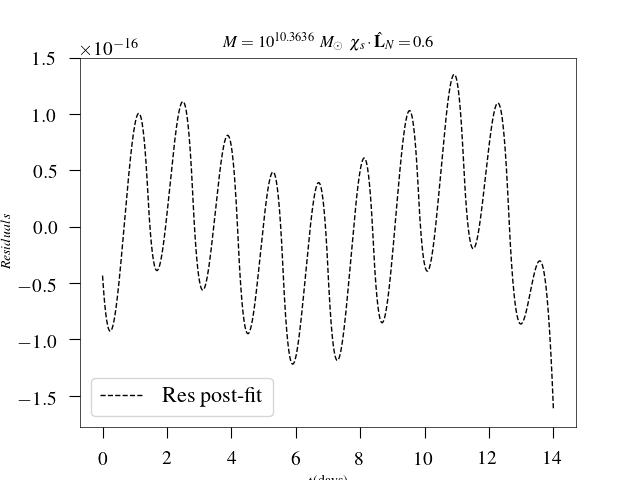 ×10⁻¹⁶
M = 10^10.3636 M_⊙ χ_s · L̂_N = 0.6
1.5
1.0
0.5
0.0
−0.5
−1.0
−1.5
Residuals
Res post-fit
0 2 4 6 8 10 12 14
t(days)